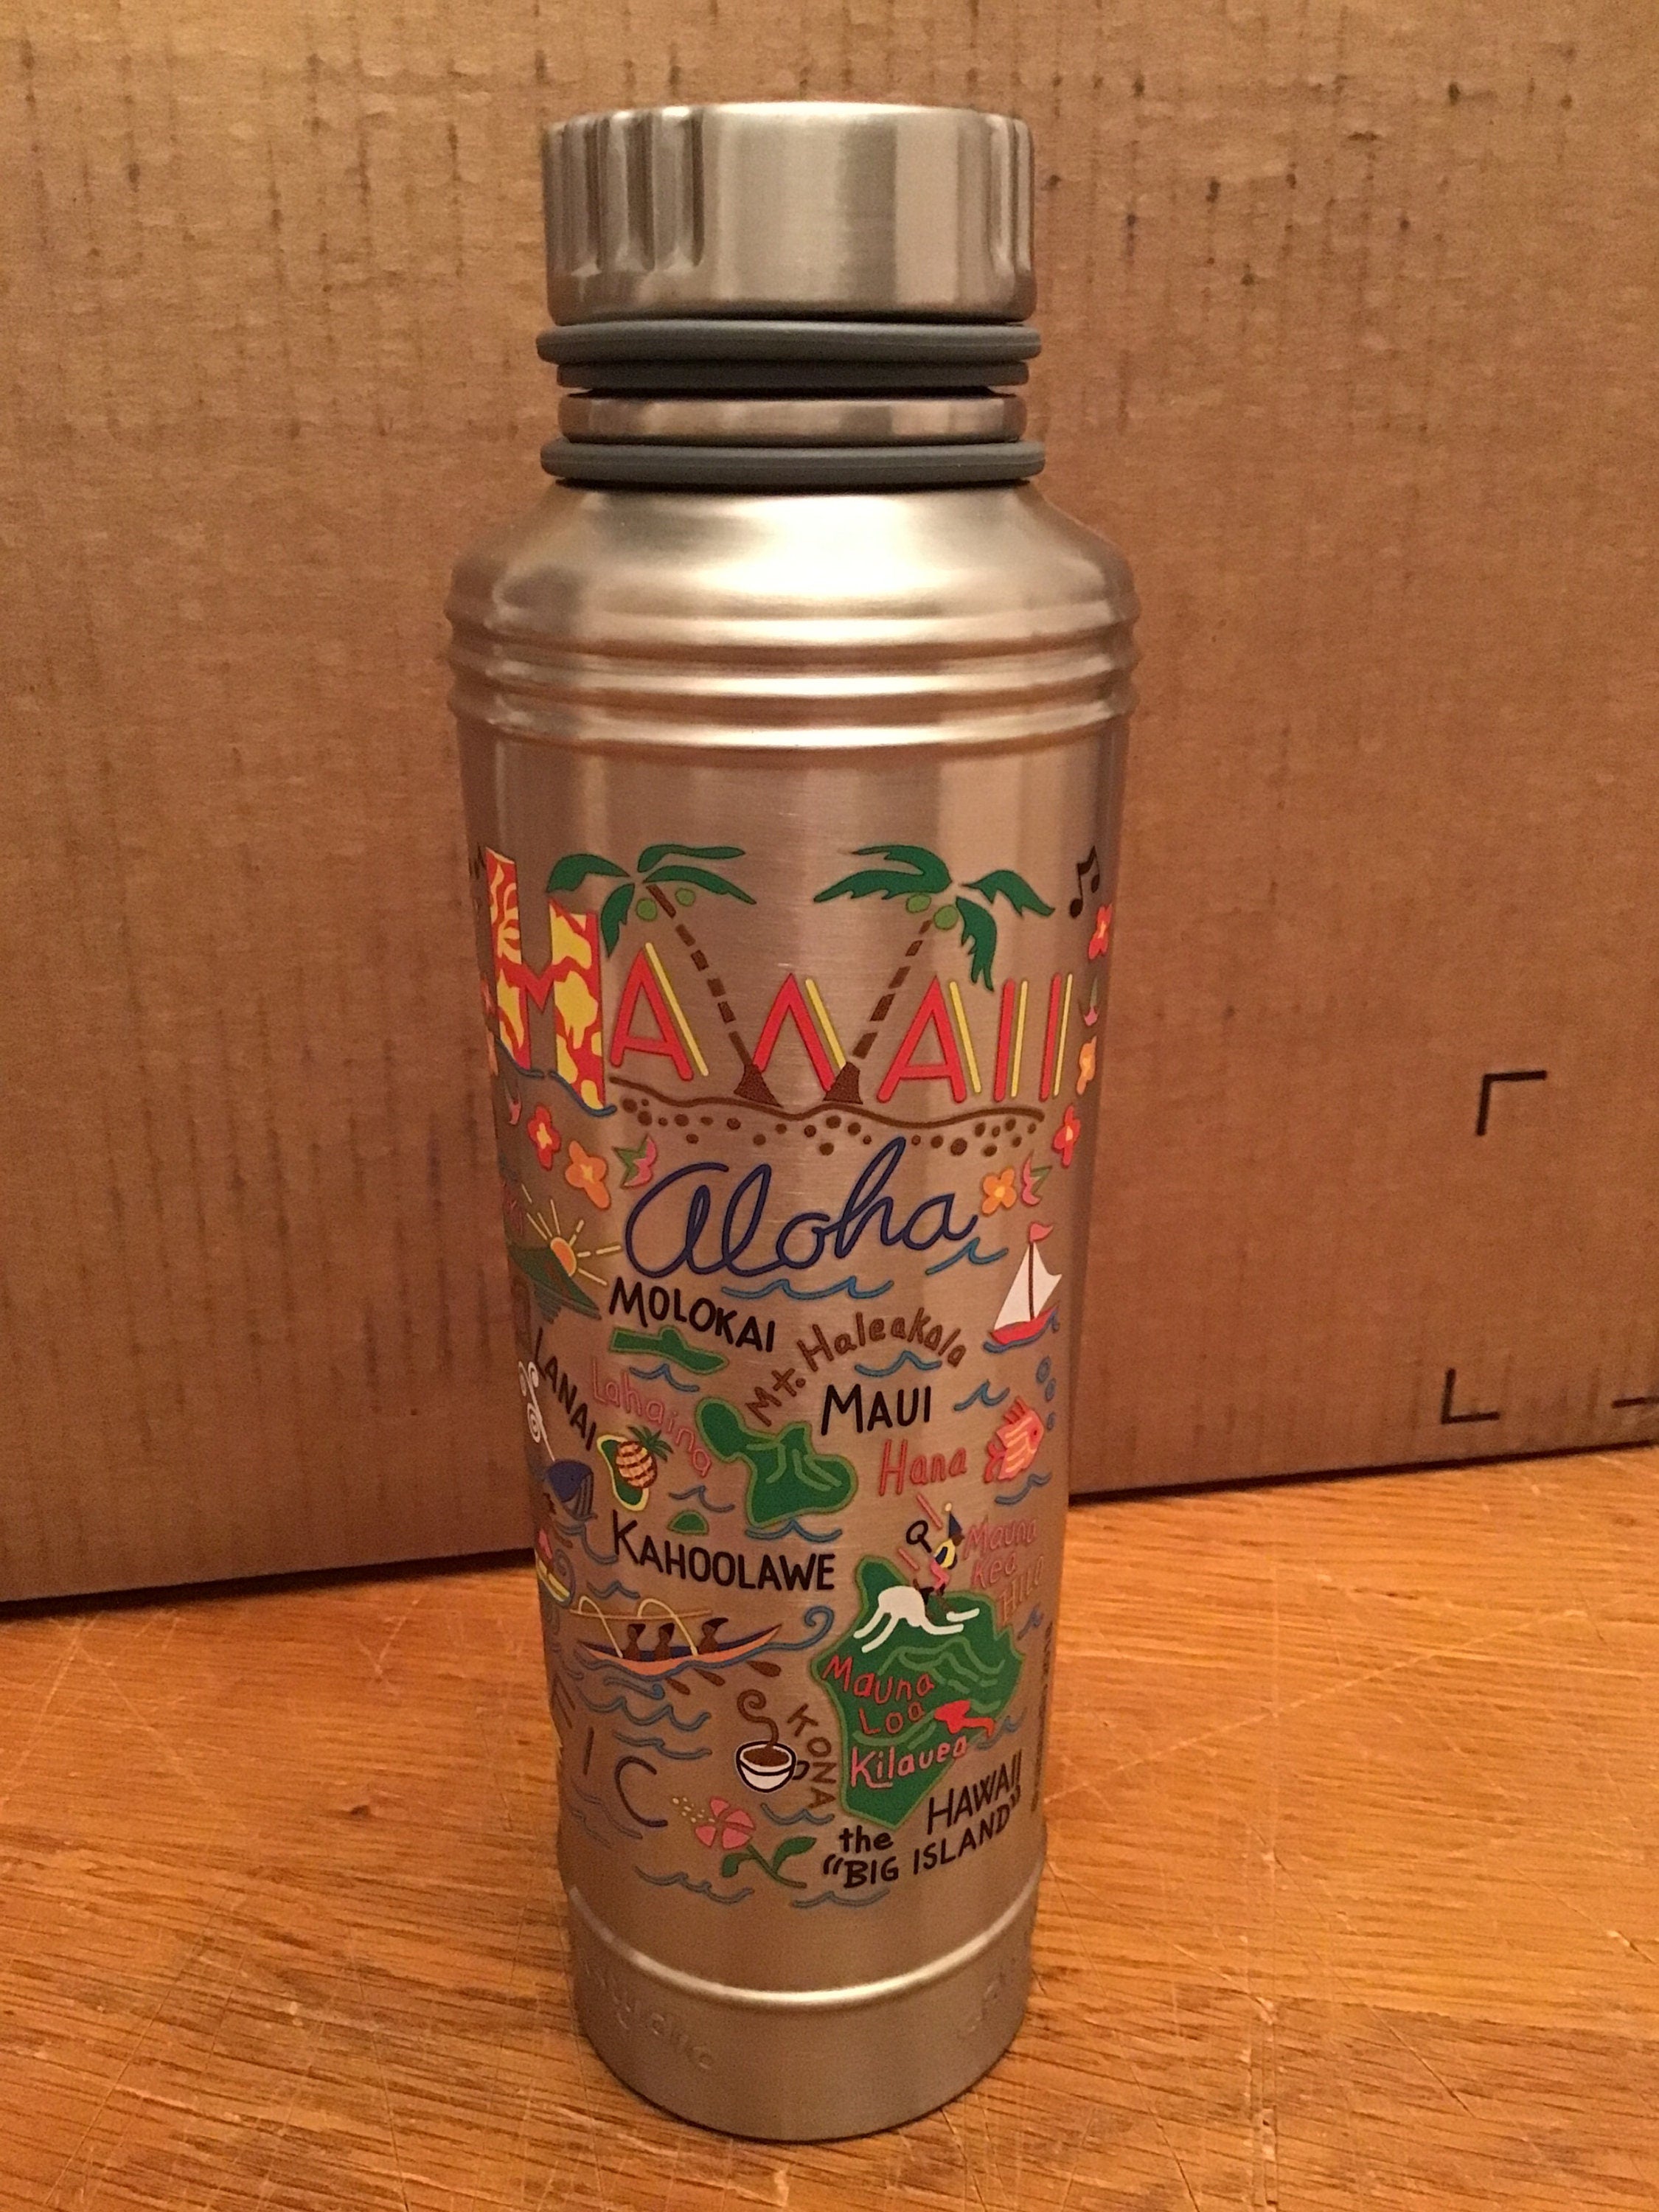 HAWAII
Aloha
MOLOKAI
Mt. Haleakala
LANAI
Lahaina
MAUI
Hana
KAHOOLAWE
Mauna
Kea
HILO
Mauna
Loa
KONA
Kilauea
IC
HAWAII
the
"BIG ISLAND"